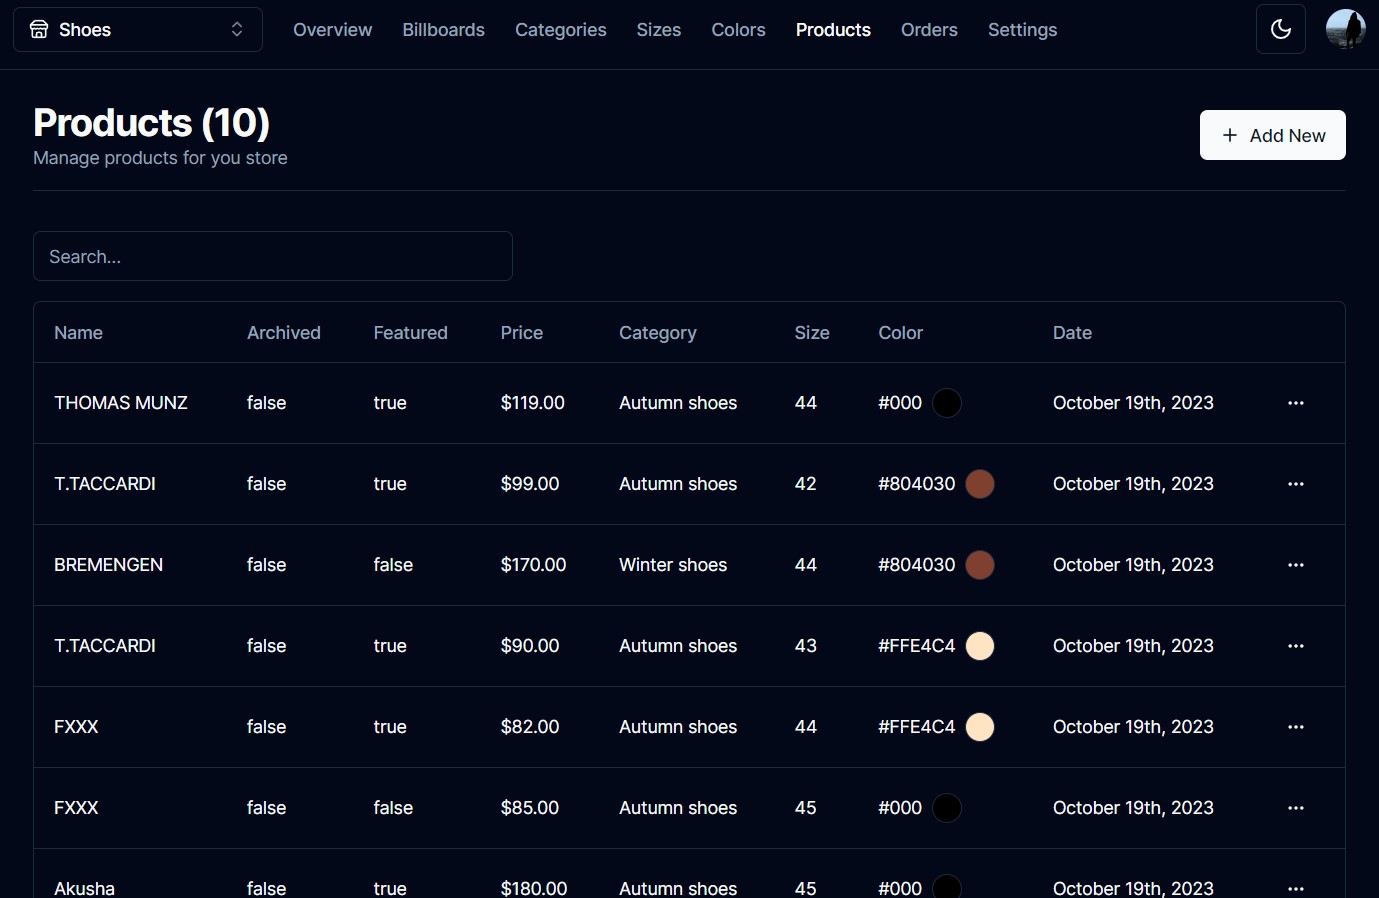 Shoes Overview Billboards Categories Sizes Colors Products Orders Settings
Products (10)
Manage products for you store
+ Add New
Search...
Name Archived Featured Price Category Size Color Date
THOMAS MUNZ false true $119.00 Autumn shoes 44 #000 October 19th, 2023 ...
T.TACCARDI false true $99.00 Autumn shoes 42 #804030 October 19th, 2023 ...
BREMENGEN false false $170.00 Winter shoes 44 #804030 October 19th, 2023 ...
T.TACCARDI false true $90.00 Autumn shoes 43 #FFE4C4 October 19th, 2023 ...
FXXX false true $82.00 Autumn shoes 44 #FFE4C4 October 19th, 2023 ...
FXXX false false $85.00 Autumn shoes 45 #000 October 19th, 2023 ...
Akusha false true $180.00 Autumn shoes 45 #000 October 19th, 2023 ...